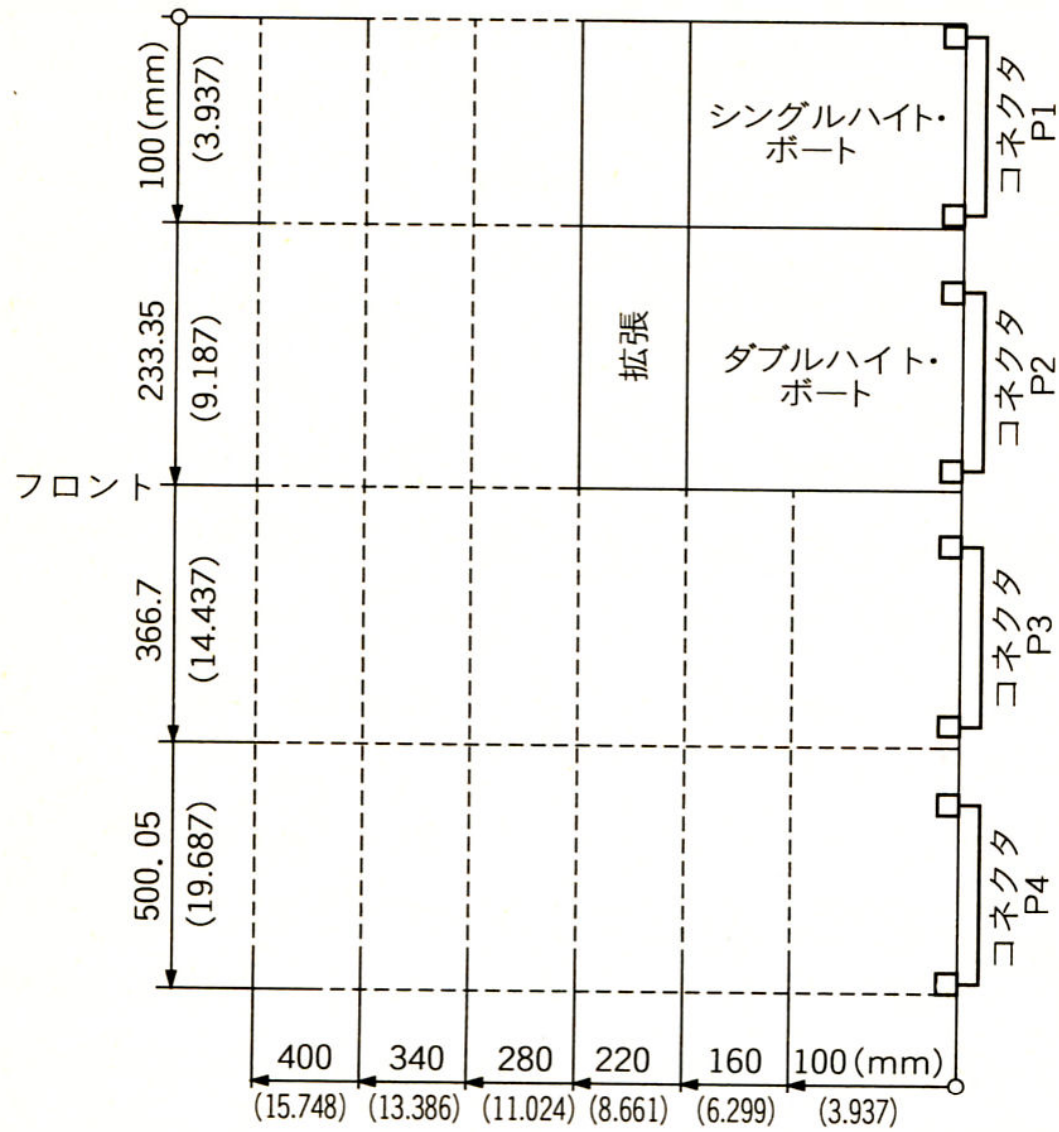 100(mm)
(3.937)
シングルハイト・
ボート
コネクタ
P1
233.35
(9.187)
拡張
ダブルハイト・
ボート
コネクタ
P2
フロント
366.7
(14.437)
コネクタ
P3
500.05
(19.687)
コネクタ
P4
400
340
280
220
160
100(mm)
(15.748)
(13.386)
(11.024)
(8.661)
(6.299)
(3.937)